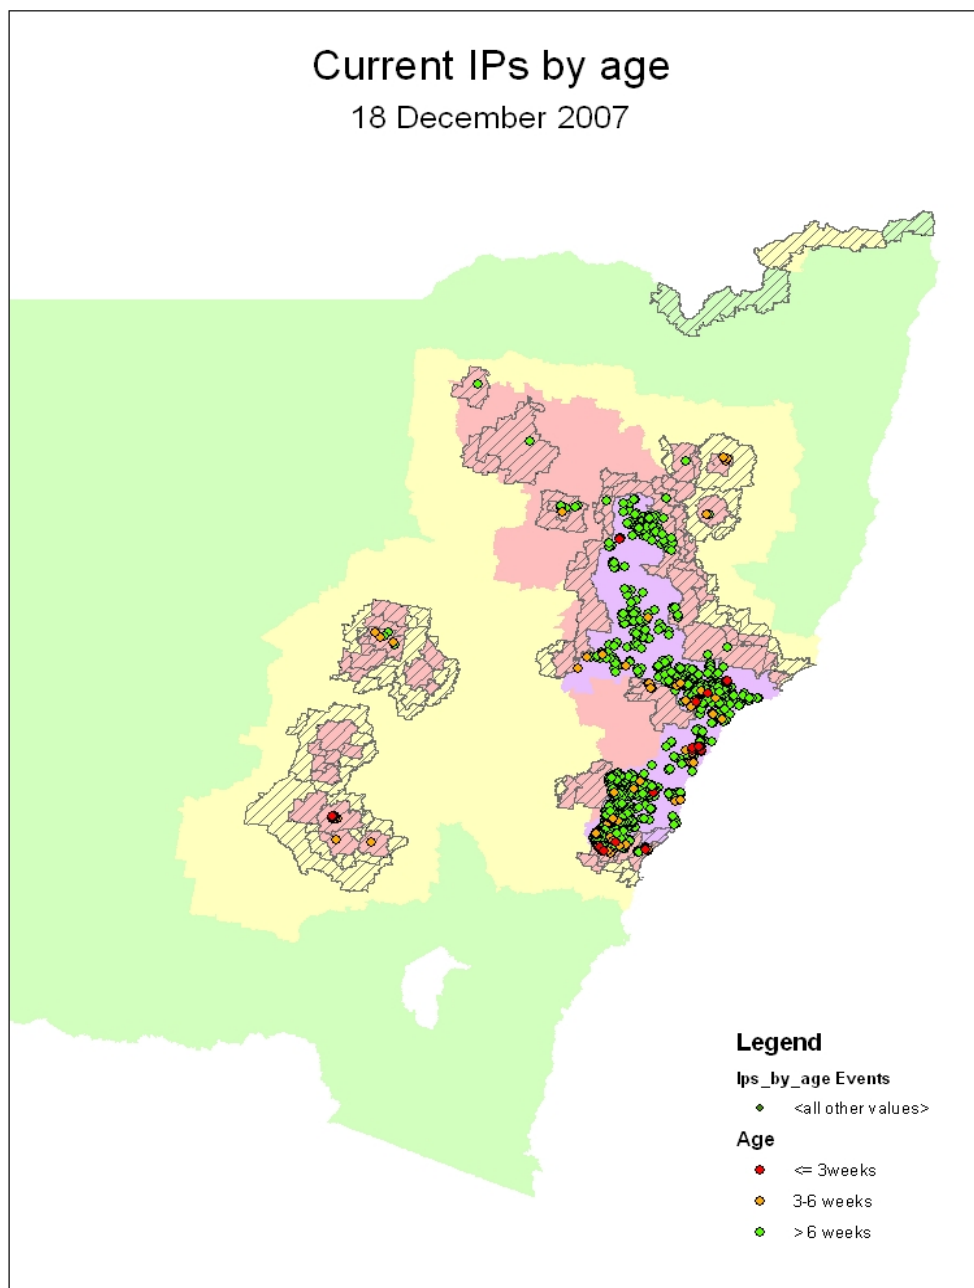 Current IPs by age
18 December 2007
Legend
Ips_by_age Events
<all other values>
Age
<= 3weeks
3-6 weeks
> 6 weeks